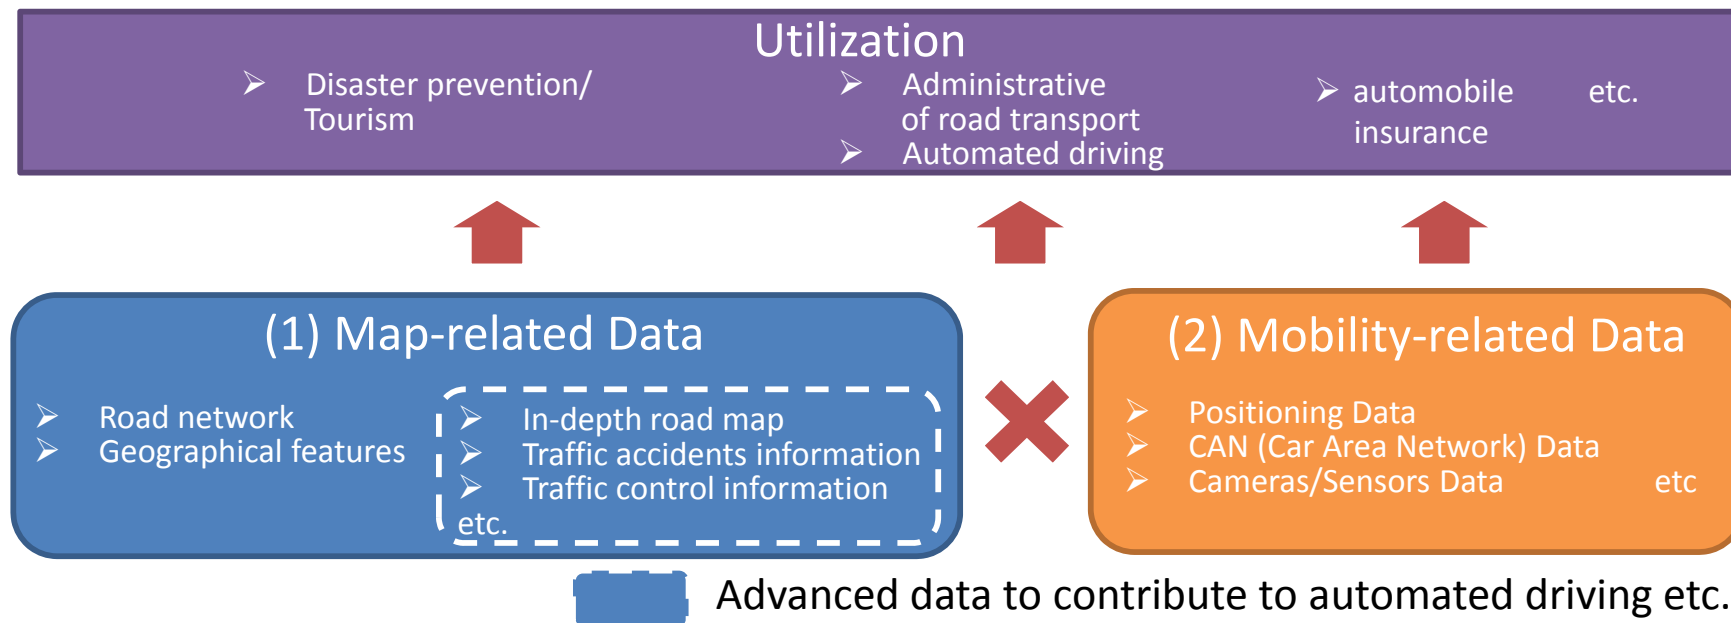 Utilization
➢ Disaster prevention/
Tourism
➢ Administrative
of road transport
➢ Automated driving
➢ automobile etc.
insurance
(1) Map-related Data
➢ Road network
➢ Geographical features
➢ In-depth road map
➢ Traffic accidents information
➢ Traffic control information
etc.
(2) Mobility-related Data
➢ Positioning Data
➢ CAN (Car Area Network) Data
➢ Cameras/Sensors Data etc
Advanced data to contribute to automated driving etc.